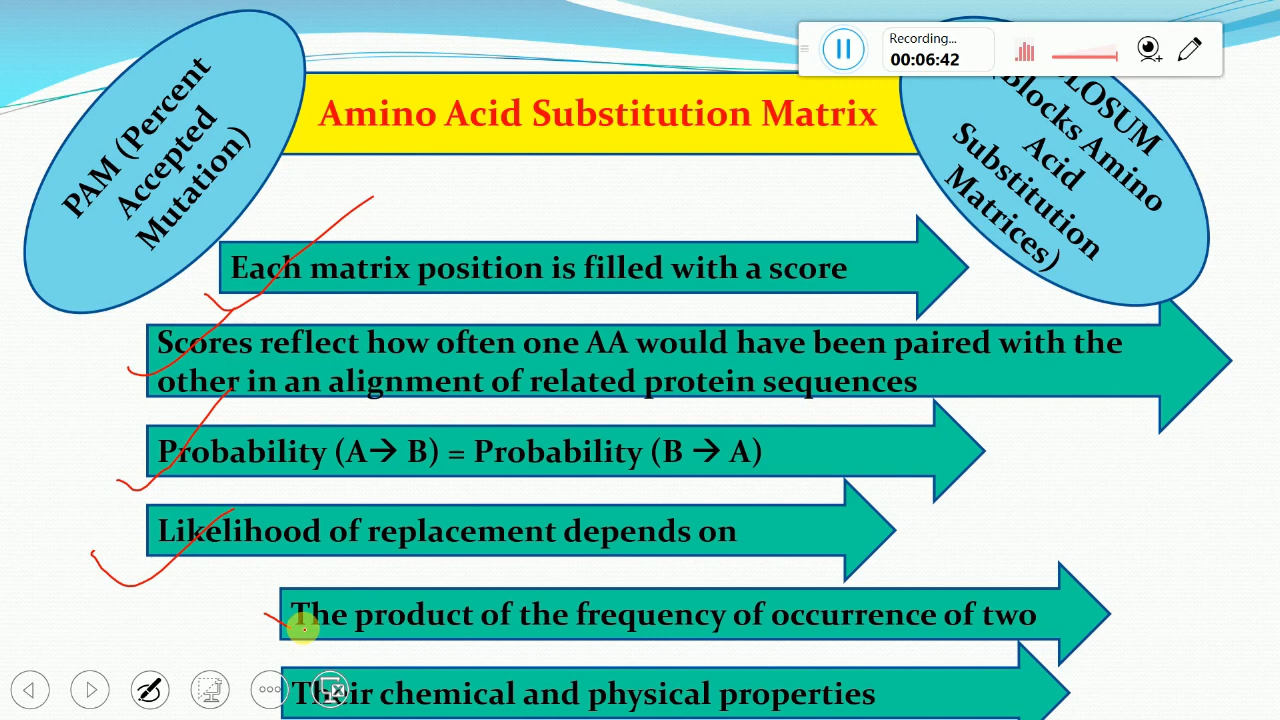 Recording...
00:06:42
PAM (Percent
Accepted
Mutation)
Amino Acid Substitution Matrix
LOSUM
Blocks Amino
Acid
Substitution
Matrices)
Each matrix position is filled with a score
Scores reflect how often one AA would have been paired with the
other in an alignment of related protein sequences
Probability (A→ B) = Probability (B → A)
Likelihood of replacement depends on
The product of the frequency of occurrence of two
Their chemical and physical properties